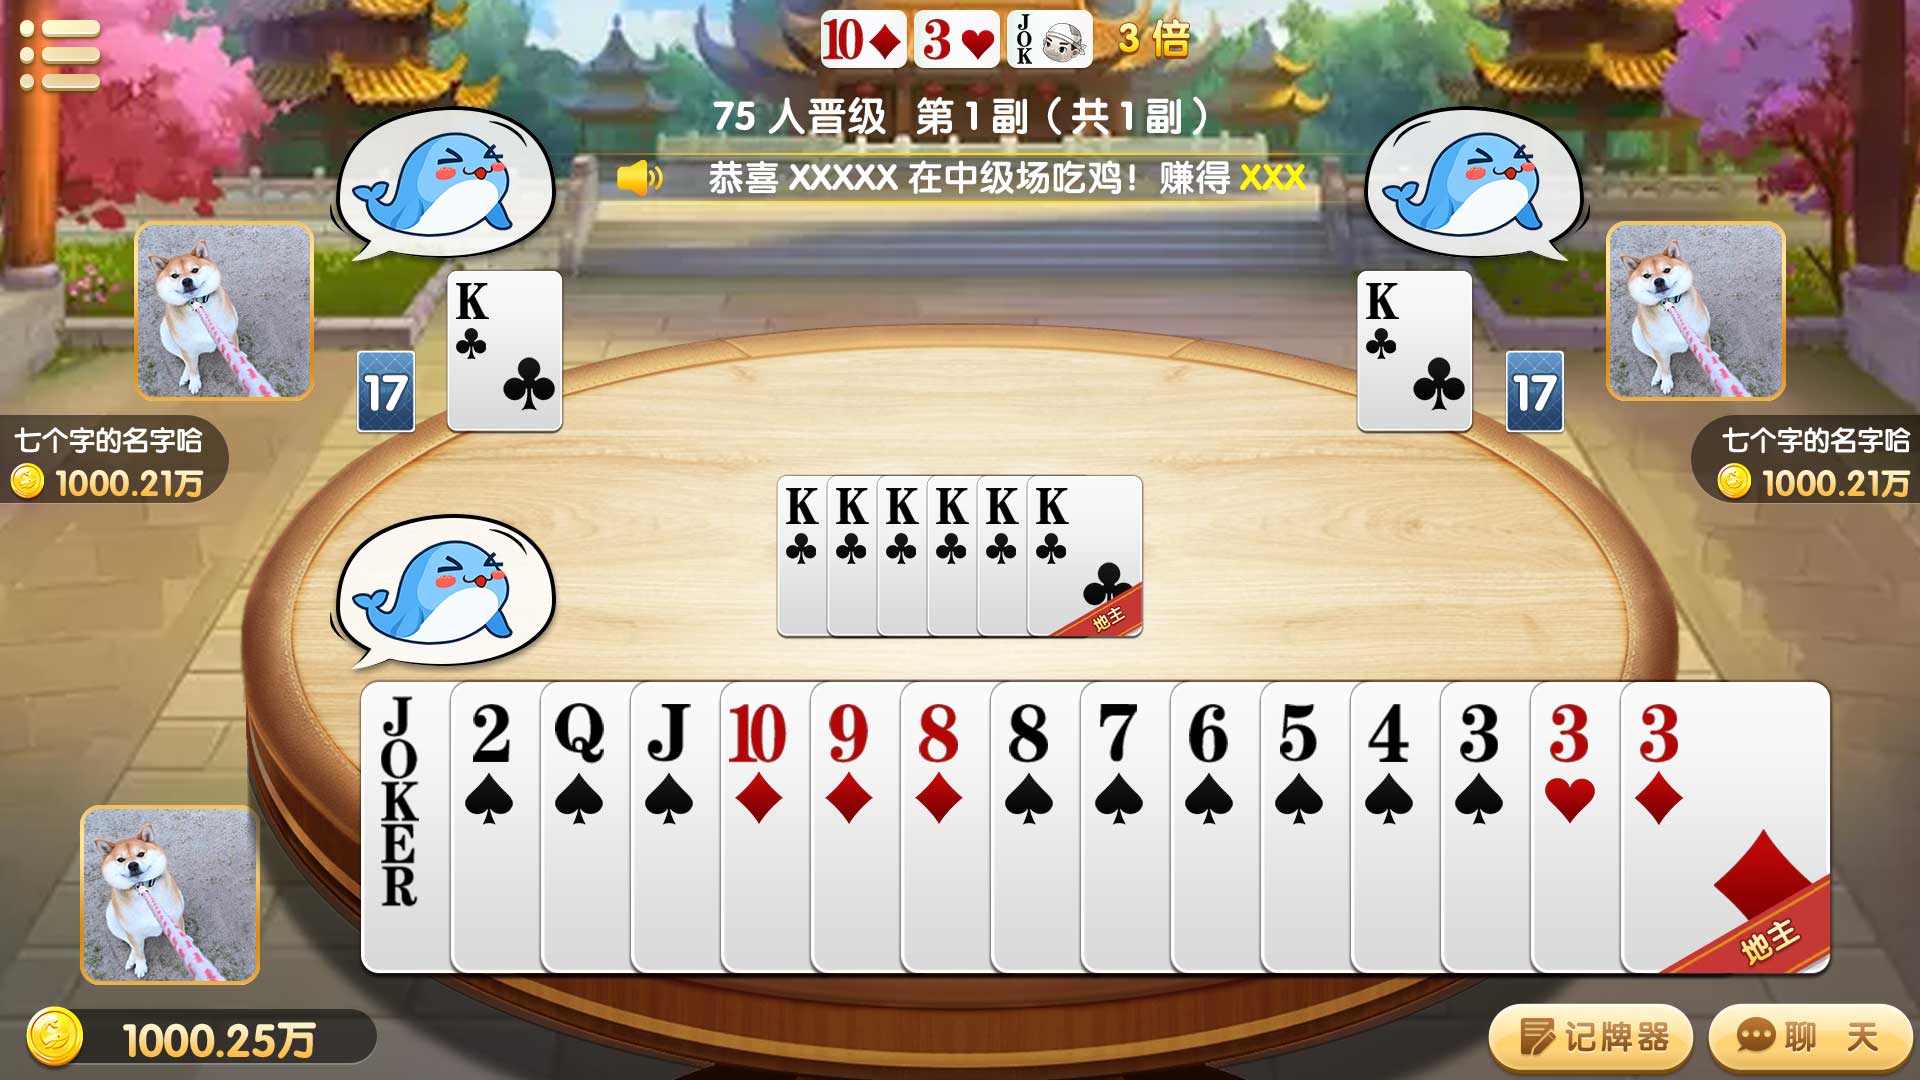 10 3 JOK 3 倍
75 人晋级 第1副（共1副）
恭喜 XXXXX 在中级场吃鸡！赚得 XXX
K
17
K
17
七个字的名字哈
1000.21万
七个字的名字哈
1000.21万
K K K K K K
地主
JOKER 2 Q J 10 9 8 8 7 6 5 4 3 3 3
地主
1000.25万
记牌器
聊 天